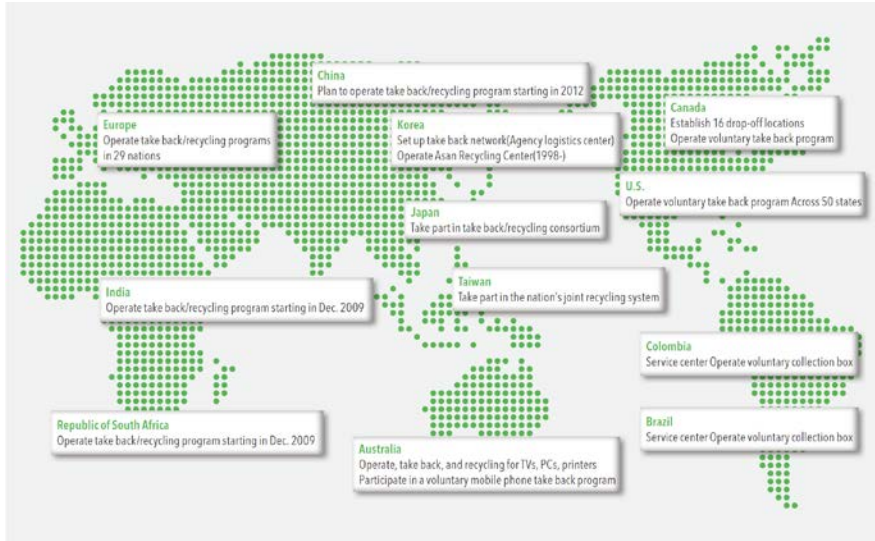 China
Plan to operate take back/recycling program starting in 2012
Canada
Establish 16 drop-off locations
Operate voluntary take back program
Europe
Operate take back/recycling programs
in 29 nations
Korea
Set up take back network(Agency logistics center)
Operate Asan Recycling Center(1998-)
U.S.
Operate voluntary take back program Across 50 states
Japan
Take part in take back/recycling consortium
India
Operate take back/recycling program starting in Dec. 2009
Taiwan
Take part in the nation's joint recycling system
Colombia
Service center Operate voluntary collection box
Republic of South Africa
Operate take back/recycling program starting in Dec. 2009
Brazil
Service center Operate voluntary collection box
Australia
Operate, take back, and recycling for TVs, PCs, printers
Participate in a voluntary mobile phone take back program